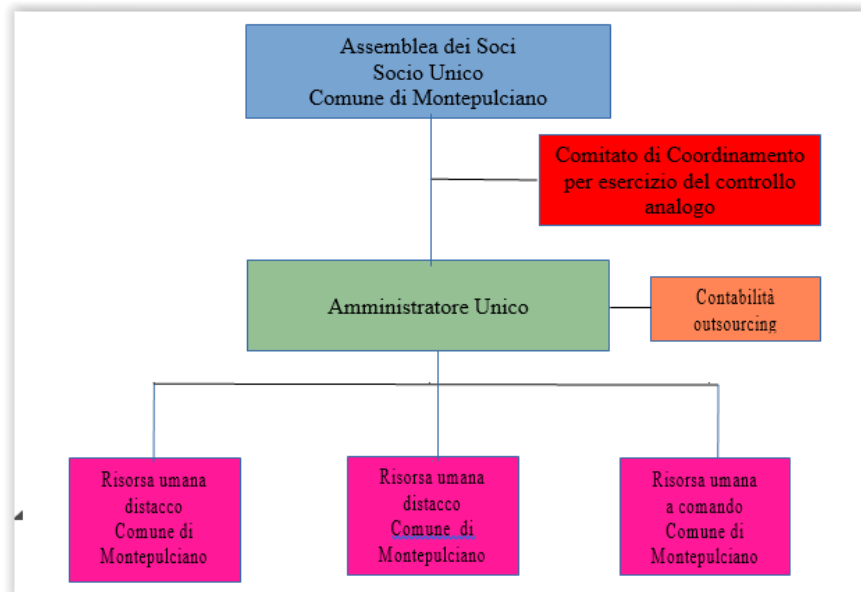 Assemblea dei Soci
Socio Unico
Comune di Montepulciano
Comitato di Coordinamento
per esercizio del controllo
analogo
Amministratore Unico
Contabilità
outsourcing
Risorsa umana
distacco
Comune di
Montepulciano
Risorsa umana
distacco
Comune di
Montepulciano
Risorsa umana
a comando
Comune di
Montepulciano